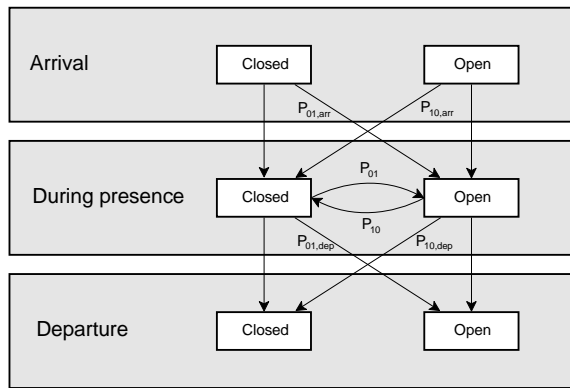 Arrival
Closed
Open
P01,arr
P10,arr
During presence
Closed
P01
Open
P10
P01,dep
P10,dep
Departure
Closed
Open